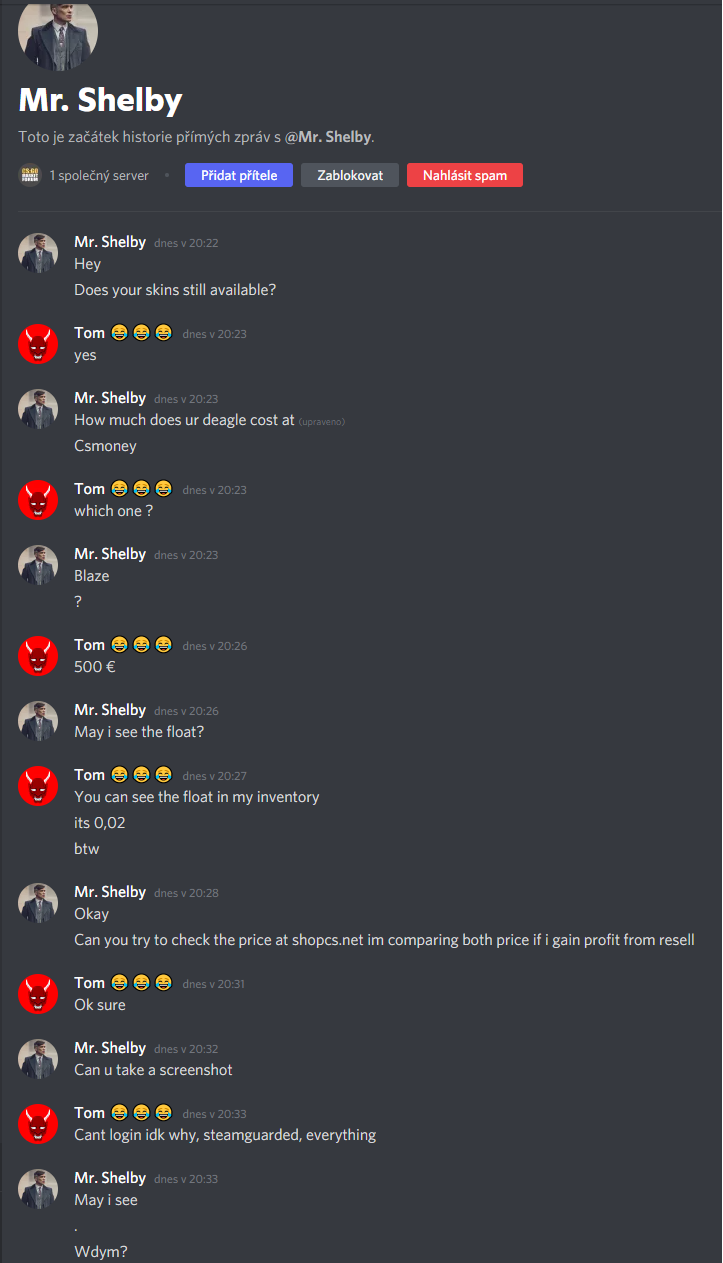 Mr. Shelby
Toto je začátek historie přímých zpráv s @Mr. Shelby.
1 společný server • Přidat přítele Zablokovat Nahlásit spam
Mr. Shelby dnes v 20:22
Hey
Does your skins still available?
Tom 😂 😂 😂 dnes v 20:23
yes
Mr. Shelby dnes v 20:23
How much does ur deagle cost at (upraveno)
Csmoney
Tom 😂 😂 😂 dnes v 20:23
which one ?
Mr. Shelby dnes v 20:23
Blaze
?
Tom 😂 😂 😂 dnes v 20:26
500 €
Mr. Shelby dnes v 20:26
May i see the float?
Tom 😂 😂 😂 dnes v 20:27
You can see the float in my inventory
its 0,02
btw
Mr. Shelby dnes v 20:28
Okay
Can you try to check the price at shopcs.net im comparing both price if i gain profit from resell
Tom 😂 😂 😂 dnes v 20:31
Ok sure
Mr. Shelby dnes v 20:32
Can u take a screenshot
Tom 😂 😂 😂 dnes v 20:33
Cant login idk why, steamguarded, everything
Mr. Shelby dnes v 20:33
May i see
.
Wdym?